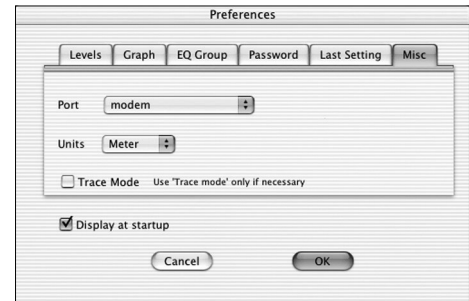 Preferences
Levels Graph EQ Group Password Last Setting Misc
Port modem
Units Meter
Trace Mode Use 'Trace mode' only if necessary
Display at startup
Cancel OK